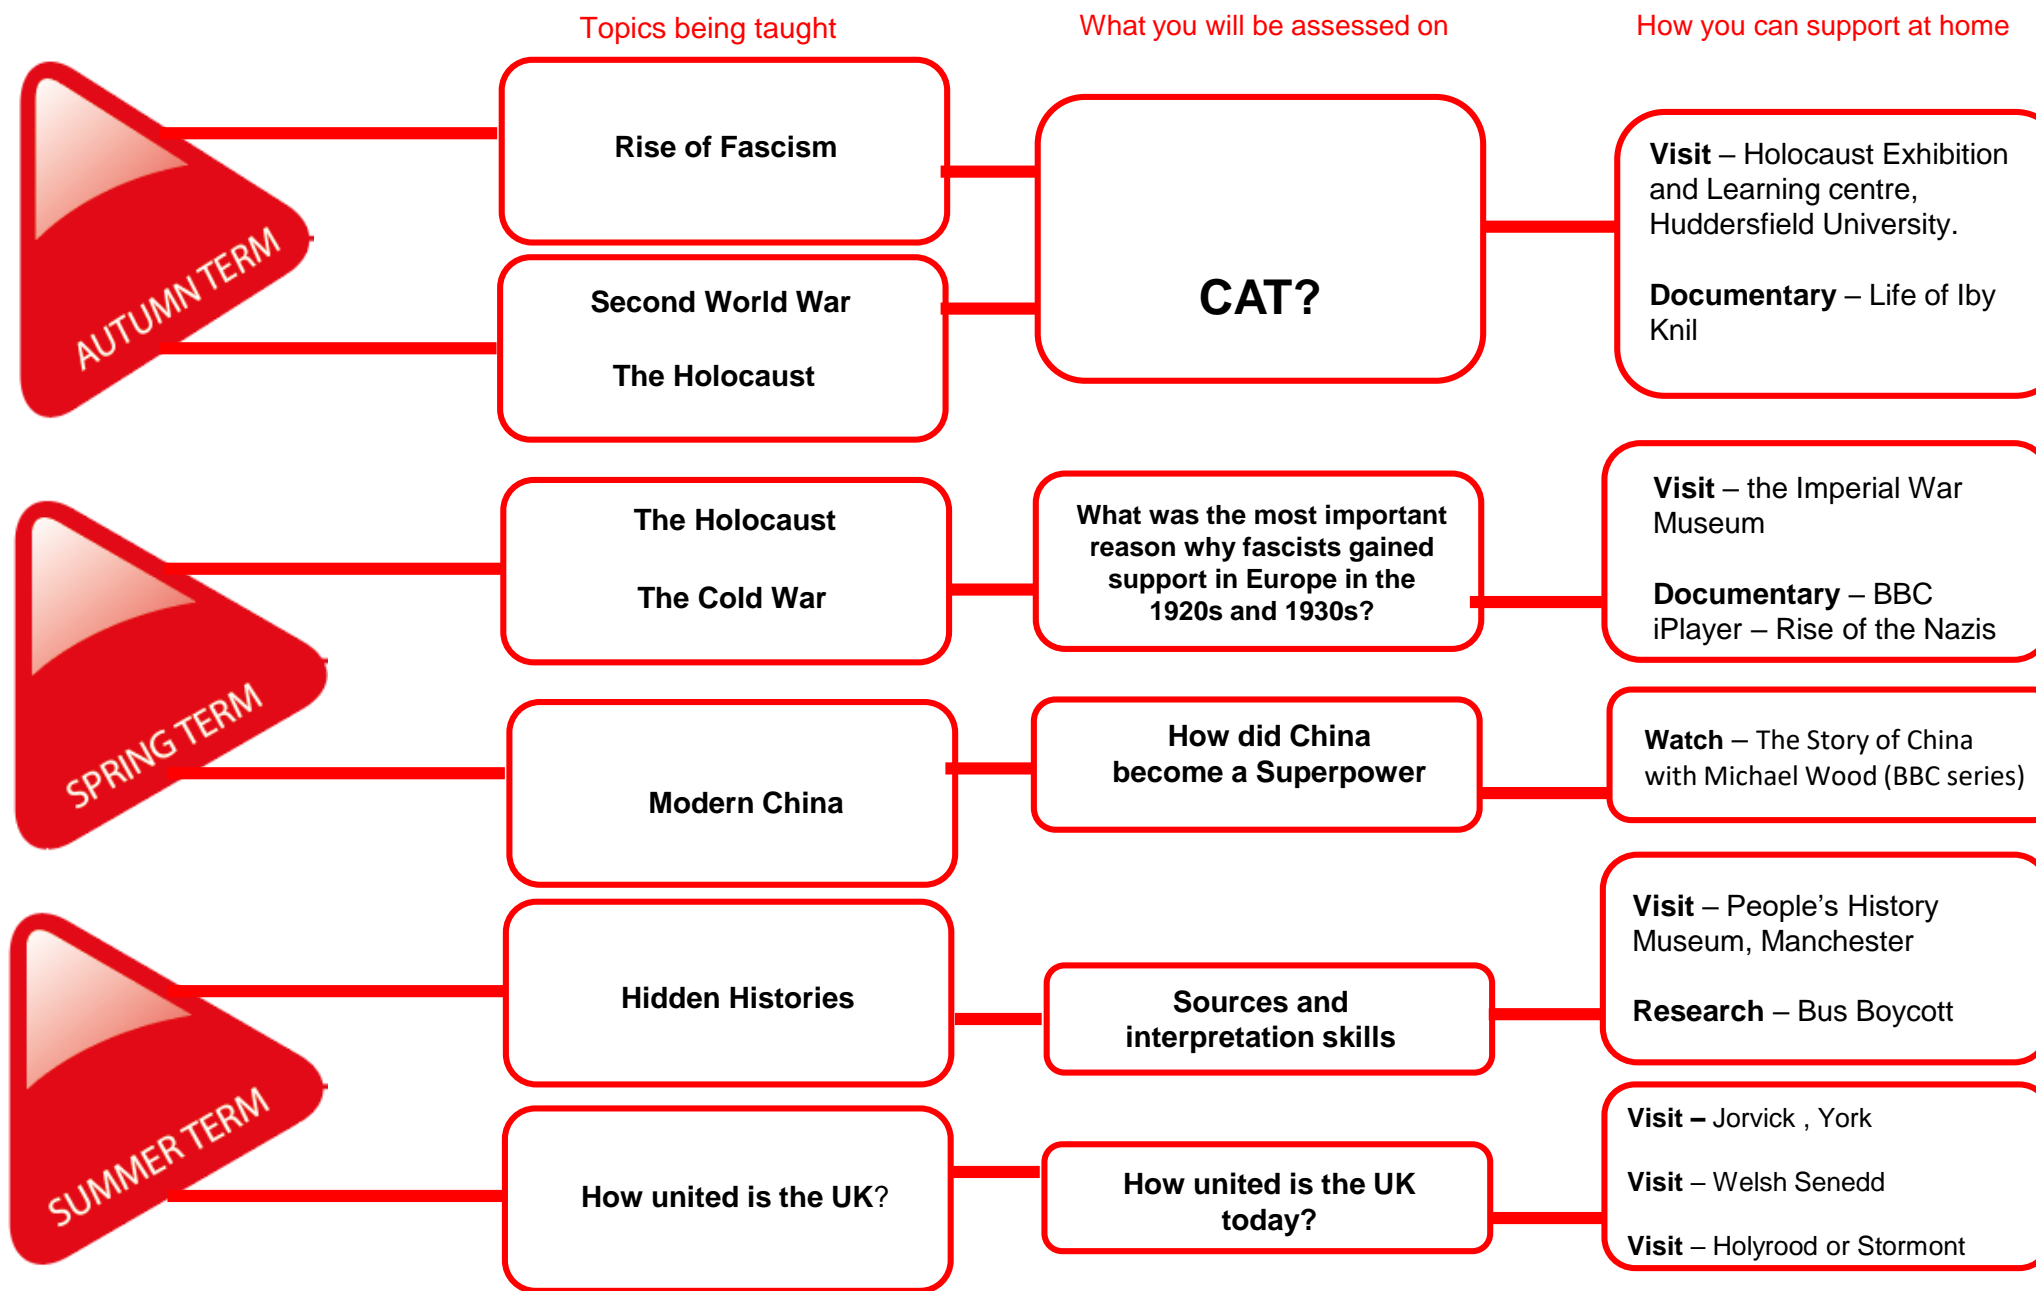 Topics being taught
What you will be assessed on
How you can support at home
AUTUMN TERM
Rise of Fascism
Second World War
The Holocaust
CAT?
Visit – Holocaust Exhibition
and Learning centre,
Huddersfield University.
Documentary – Life of Iby
Knil
SPRING TERM
The Holocaust
The Cold War
What was the most important
reason why fascists gained
support in Europe in the
1920s and 1930s?
Visit – the Imperial War
Museum
Documentary – BBC
iPlayer – Rise of the Nazis
Modern China
How did China
become a Superpower
Watch – The Story of China
with Michael Wood (BBC series)
SUMMER TERM
Hidden Histories
Sources and
interpretation skills
Visit – People’s History
Museum, Manchester
Research – Bus Boycott
How united is the UK?
How united is the UK
today?
Visit – Jorvick , York
Visit – Welsh Senedd
Visit – Holyrood or Stormont